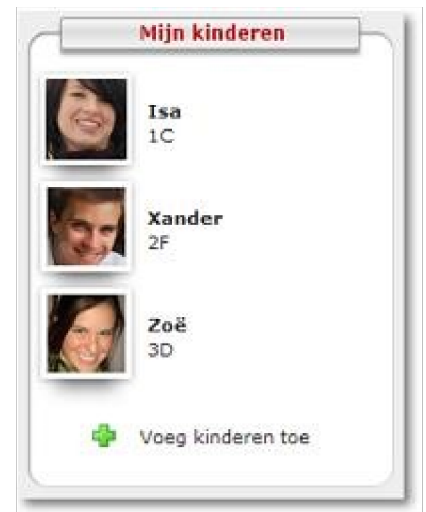 Mijn kinderen
Isa
1C
Xander
2F
Zoë
3D
Voeg kinderen toe